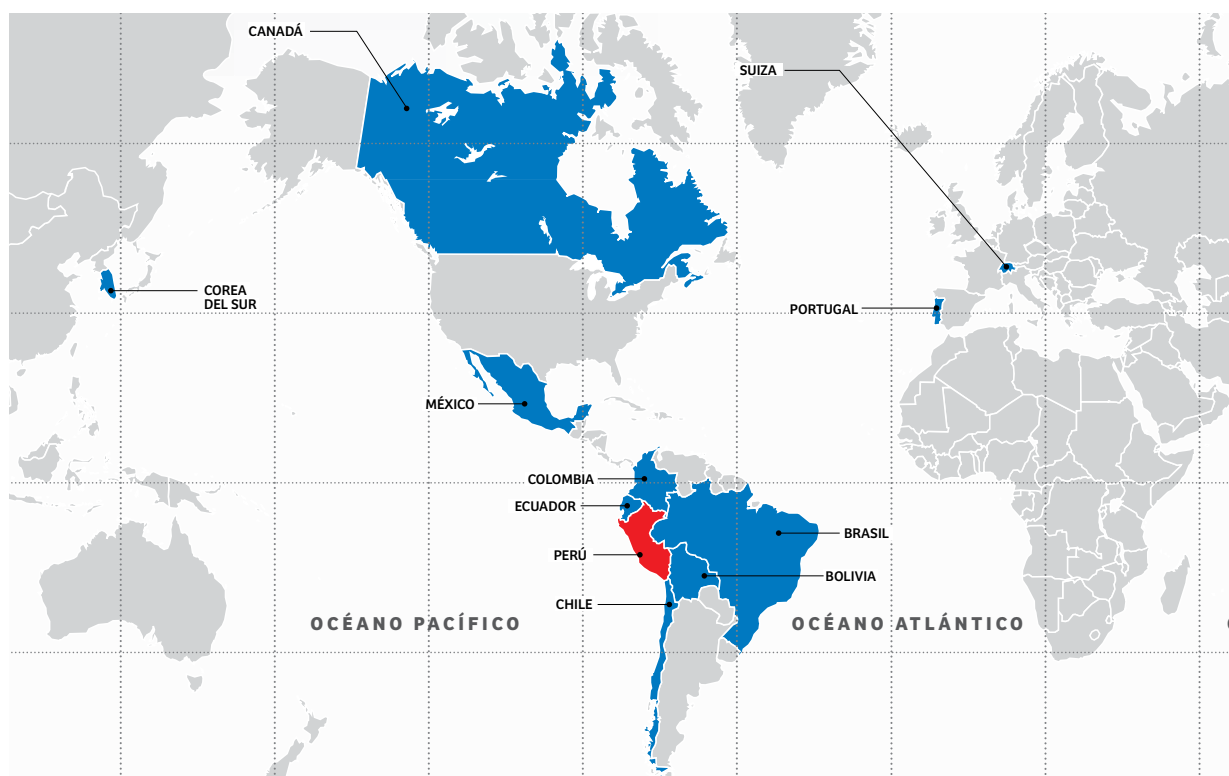 CANADÁ
SUIZA
COREA
DEL SUR
PORTUGAL
MÉXICO
COLOMBIA
ECUADOR
BRASIL
PERÚ
BOLIVIA
CHILE
OCÉANO PACÍFICO
OCÉANO ATLÁNTICO